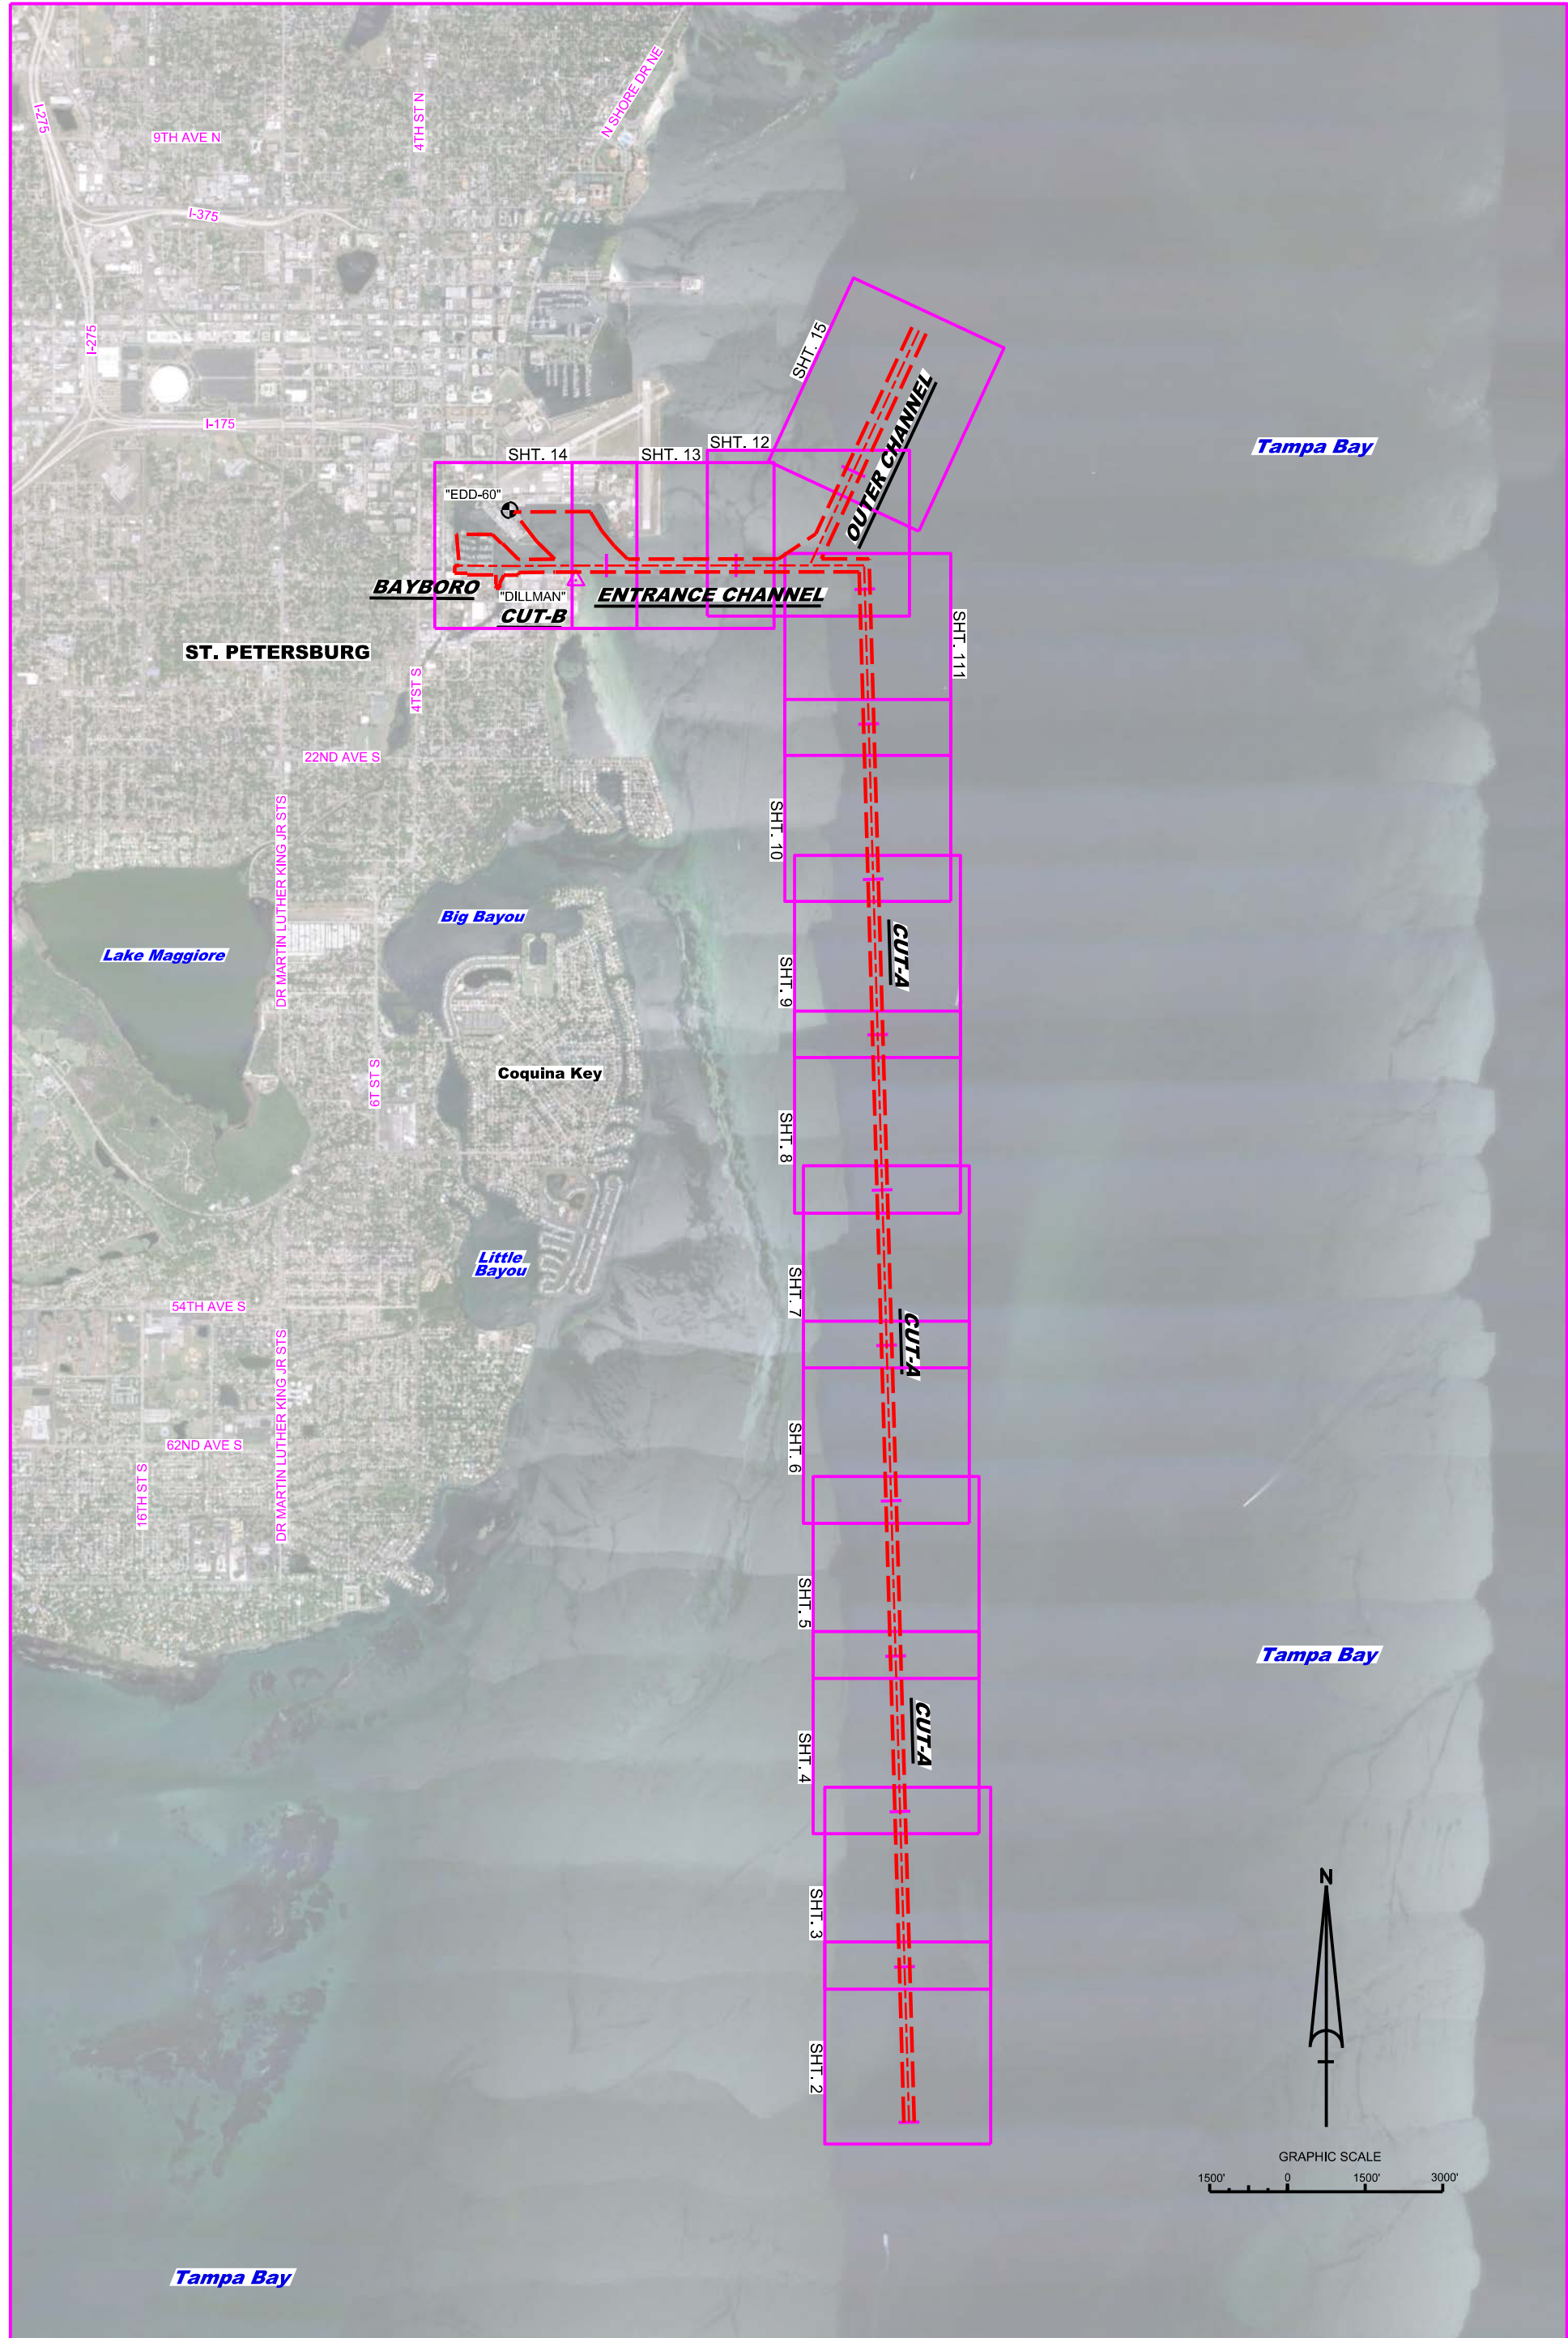 N SHORE DR NE
I-275
4TH ST N
9TH AVE N
I-375
I-275
SHT. 15
I-175
OUTER CHANNEL
Tampa Bay
SHT. 12
SHT. 14
SHT. 13
"EDD-60"
BAYBORO
"DILLMAN"
CUT-B
ENTRANCE CHANNEL
ST. PETERSBURG
SHT. 111
4TST S
22ND AVE S
SHT. 10
DR MARTIN LUTHER KING JR STS
Big Bayou
Lake Maggiore
CUT-A
SHT. 9
Coquina Key
6T ST S
SHT. 8
Little
Bayou
SHT. 7
54TH AVE S
CUT-A
DR MARTIN LUTHER KING JR STS
62ND AVE S
SHT. 6
16TH ST S
SHT. 5
Tampa Bay
CUT-A
SHT. 4
SHT. 3
N
SHT. 2
GRAPHIC SCALE
1500' 0 1500' 3000'
Tampa Bay